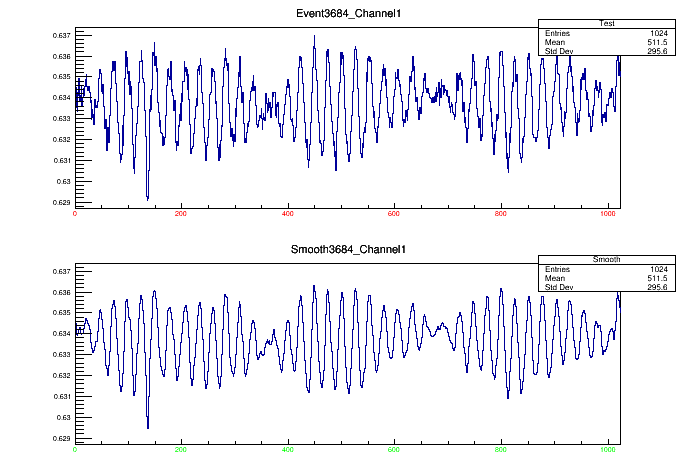 Event3684_Channel1
Test
Entries 1024
Mean 511.5
Std Dev 295.6
0.637
0.636
0.635
0.634
0.633
0.632
0.631
0.63
0.629
0 200 400 600 800 1000
Smooth3684_Channel1
Smooth
Entries 1024
Mean 511.5
Std Dev 295.6
0.637
0.636
0.635
0.634
0.633
0.632
0.631
0.63
0.629
0 200 400 600 800 1000